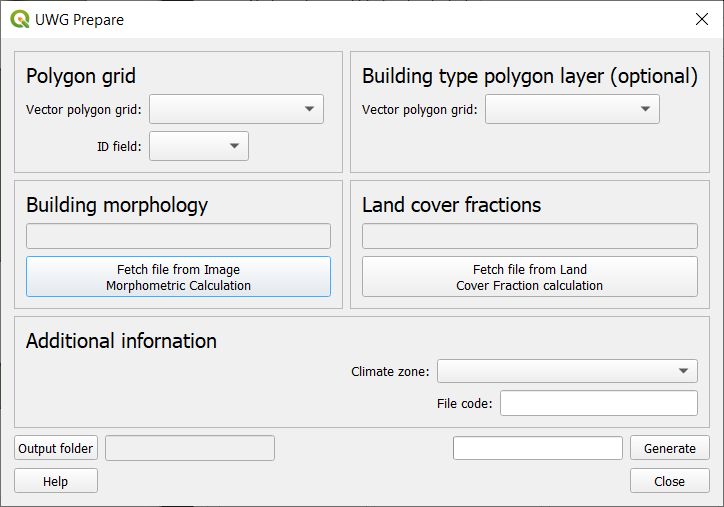 UWG Prepare
Polygon grid
Vector polygon grid:
ID field:
Building type polygon layer (optional)
Vector polygon grid:
Building morphology
Fetch file from Image
Morphometric Calculation
Land cover fractions
Fetch file from Land
Cover Fraction calculation
Additional infornation
Climate zone:
File code:
Output folder
Generate
Help
Close